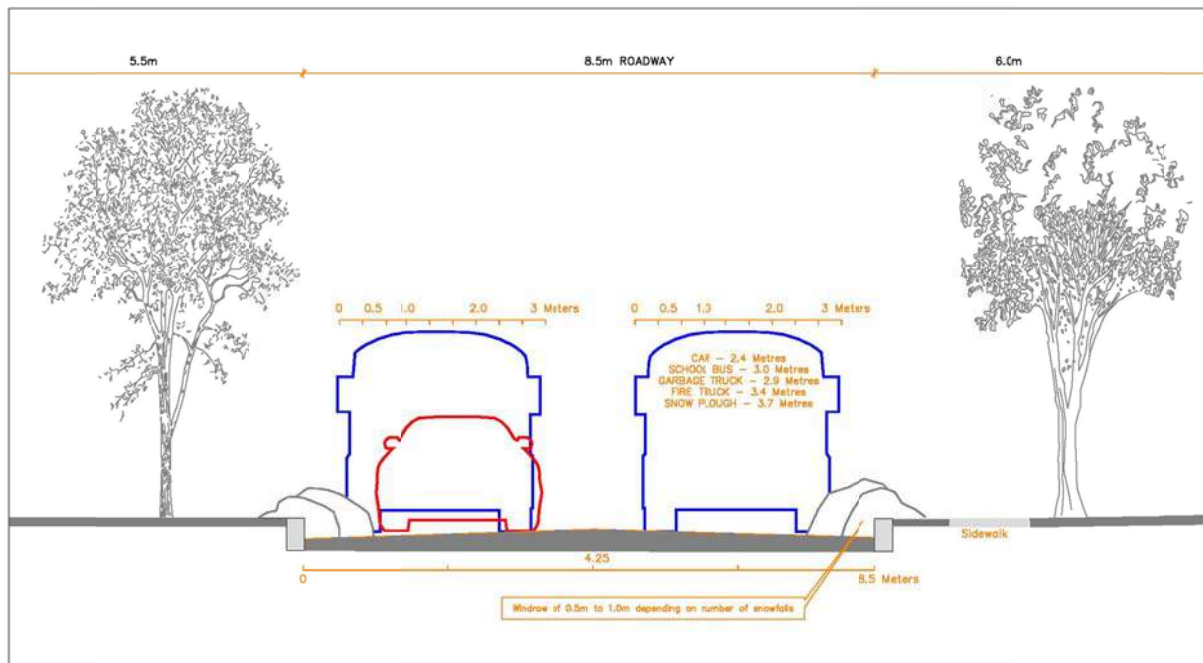 5.5m
8.5m ROADWAY
6.0m
0 0.5 1.0 2.0 3 Meters
0 0.5 1.0 2.0 3 Meters
CAR – 2.4 Metres
SCHOOL BUS – 3.0 Metres
GARBAGE TRUCK – 2.9 Metres
FIRE TRUCK – 3.4 Metres
SNOW PLOUGH – 3.7 Metres
Sidewalk
4.25
0
8.5 Meters
Windrow of 0.5m to 1.0m depending on number of snowfalls